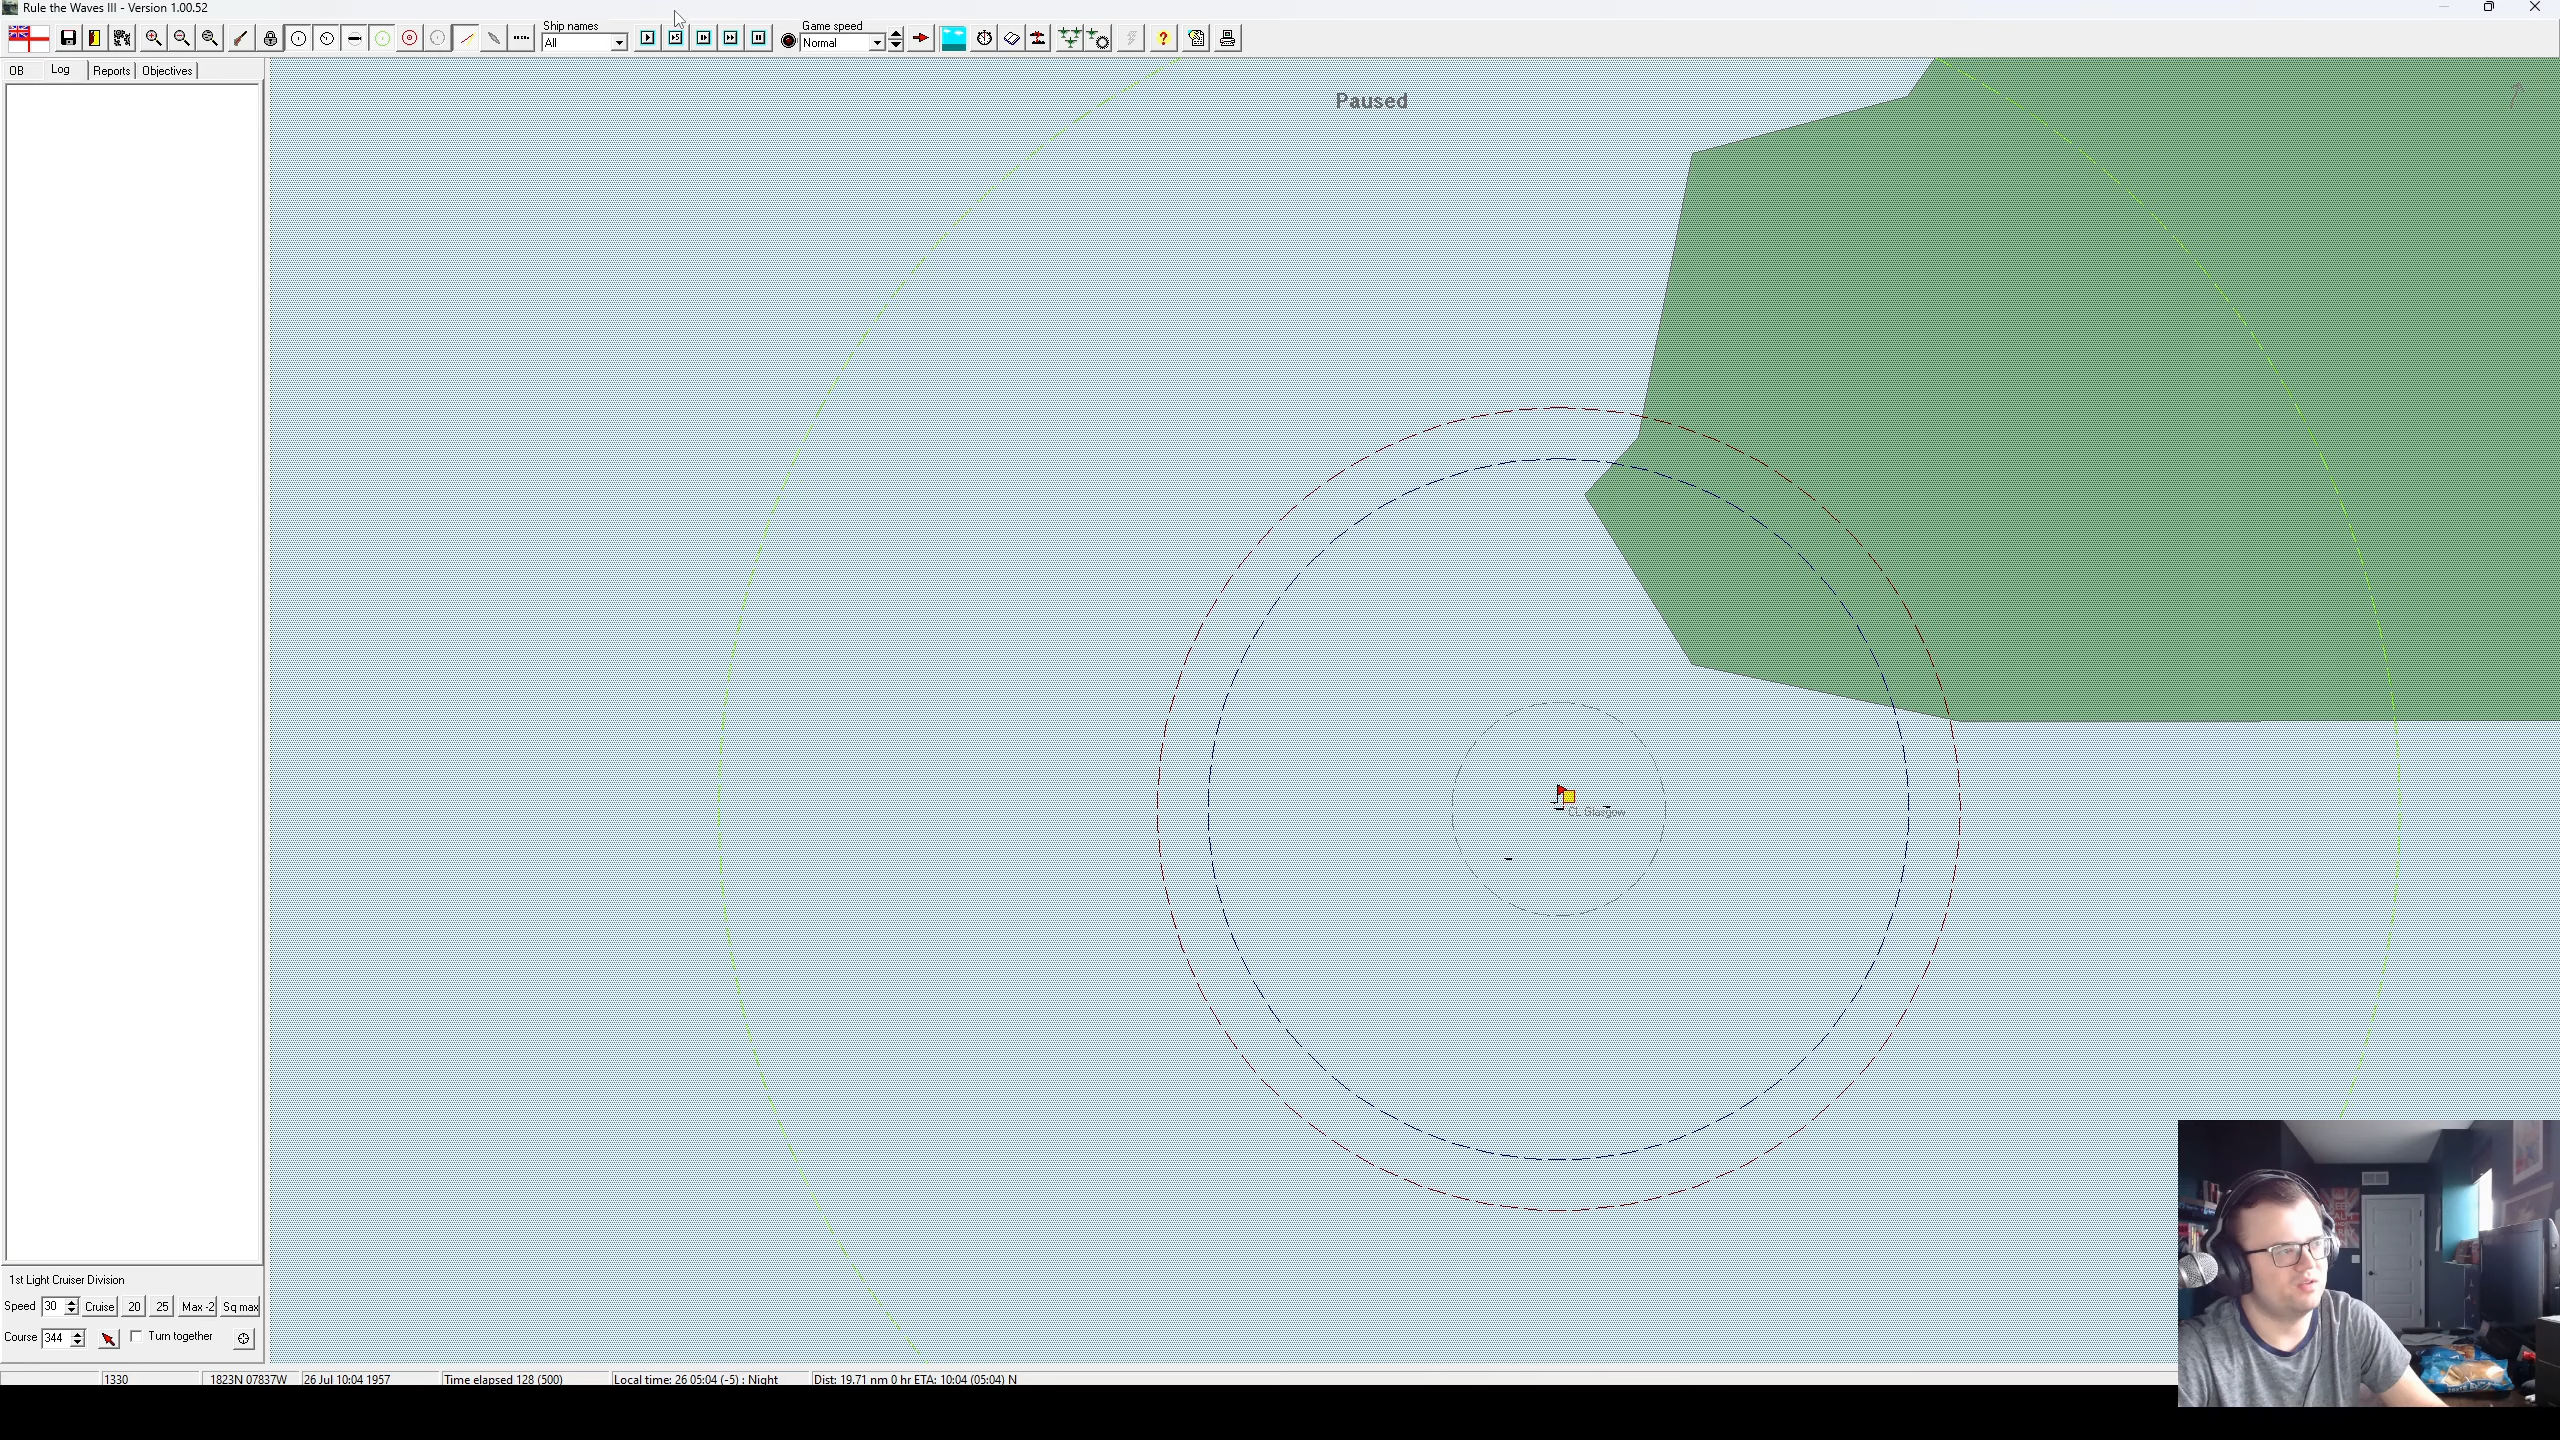 Rule the Waves III - Version 1.00.52
Ship names
All
Game speed
Normal
OB
Log
Reports
Objectives
Paused
CL Glasgow
1st Light Cruiser Division
Speed 30 Cruise 20 25 Max -2 Sq max
Course 344 Turn together
1330
1823N 07837W
26 Jul 10:04 1957
Time elapsed 128 (500)
Local time: 26 05:04 (-5) : Night
Dist: 19.71 nm 0 hr ETA: 10:04 (05:04) N